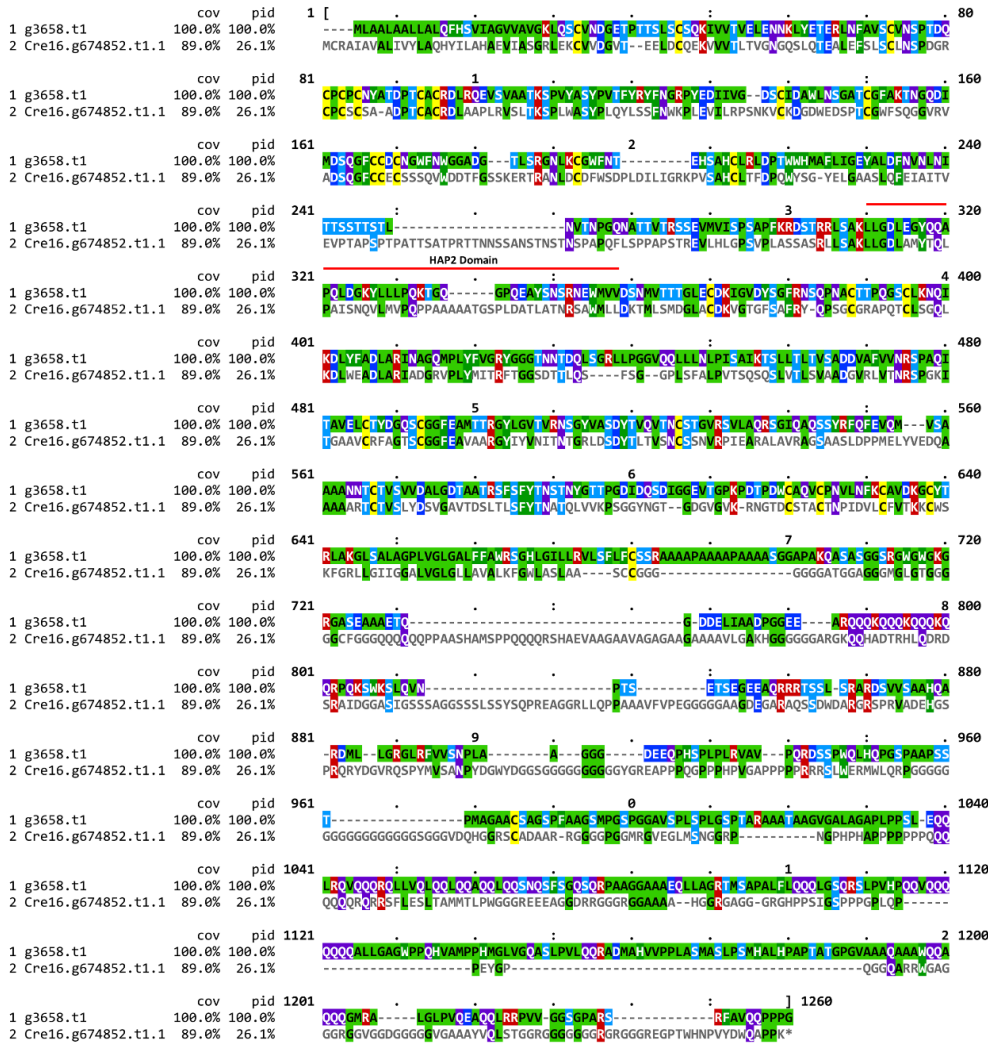 cov pid 1 [ . . . . : . . . 80
1 g3658.t1 100.0% 100.0% ----MLAALALLALQFHSVIAGVVAVGKLQSCVNDGETPTTSLSCSQKIVVTVELENNKLYETERLNFAVSCVNSPTDQ
2 Cre16.g674852.t1.1 89.0% 26.1% MCRAIAVALIVYLAQHYILAHAEVIASGRLEKCVVDGVT--EELDCQEKVVVTLTVGNGQSLQTEALEFSLSCLNSPDGR
cov pid 81 . 1 . . . : . 160
1 g3658.t1 100.0% 100.0% CPCPCNYATDPTCACRDLRQEVSVAATKSPVYASYPVTFYRYFNGRPYEDIIVG--DSCIDAWLNSGATCGFAKTNGQDI
2 Cre16.g674852.t1.1 89.0% 26.1% CPCSCSA-ADPTCACRDLAAPLRVSLTKSPLWASYPLQYLSSFNWKPLEVILRPSNKVCKDGDWEDSPTCGWFSQGGVRV
cov pid 161 . : . 2 . . . 240
1 g3658.t1 100.0% 100.0% MDSQGFCCDCNGWFNWGGADG--TLSRGNLKCGWFNT---------EHSAHCLRLDPTWWHMAFLIGEYALDFNVNLNI
2 Cre16.g674852.t1.1 89.0% 26.1% ADSQGFCCECSSSQVWDDTFGSSKERTRANLDCDFWSDPLDILIGRKPVSAHCLTFDPQWYSG-YELGAASLQFEIAITV
cov pid 241 : . . . . 3 . . 320
1 g3658.t1 100.0% 100.0% TTSSTTSTL----------------------NVTNPGQNATTVTRSSEVMVISPSAPFKRDSTRRLSAKLLGDLEGYQQA
2 Cre16.g674852.t1.1 89.0% 26.1% EVPTAPSPTPATTSATPRTTNNSSANSTNSTNSPAPQFLSPPAPSTREVLHLGPSVPLASSASRLLSAKLLGDLAMYTQL
HAP2 Domain
cov pid 321 . . : . . . . 4 400
1 g3658.t1 100.0% 100.0% PQLDGKYLLLPQKTGQ------GPQEAYSNSRNEWMVVDSNMVTTTGLECDKIGVDYSGFRNSQPNACTTPQGSCLKNQI
2 Cre16.g674852.t1.1 89.0% 26.1% PAISNQVLMVPQPPAAAAATGSPLDATLATNRSAWMLLDKTMLSMDGLACDKVGTGFSAFRY-QPSGCGRAPQTCLSGQL
cov pid 401 . . . . : . . . 480
1 g3658.t1 100.0% 100.0% KDLYFADLARINAGQMPLYFVGRYGGGTNNTDQLSGRLLPGGVQQLLLNLPISAIKTSLLTLTVSADDVAFVVNRSPAQI
2 Cre16.g674852.t1.1 89.0% 26.1% KDLWEADLARIADGRVPLYMITRFTGGSDTTLQS----FSG--GPLSFALPVTSQSQSLVTLSVAADGVRLVTNRSPGKI
cov pid 481 . 5 . . . : . 560
1 g3658.t1 100.0% 100.0% TAVELCTYDGQSCGGFEAMTTRGYLGVTVRNSGYVASDYTVQVTNCSTGVRSVLAQRSGIQAQSSYRFQFEVQM---VSA
2 Cre16.g674852.t1.1 89.0% 26.1% TGAAVCRFAGTSCGGFEAVAARGYIYVNITNTGRLDSDYTLTVSNCSSNVRPIEARALAVRAGSAASLDPPMELYVEDQA
cov pid 561 . : . 6 . . . 640
1 g3658.t1 100.0% 100.0% AAANNTCTVSVVDALGDTAATRSFSFYTNSTNYGTTPGDIDQSDIGGEVTGPKPDTPDWCAQVCPNVLNFKCAVDKGCYT
2 Cre16.g674852.t1.1 89.0% 26.1% AAAARTCTVSLYDSVGAVTDSLTLSFYTNATQLVVKPSGGYNGT--GDGVGVK-RNGTDCSTACTNPIDVLCFVTKKCWS
cov pid 641 : . . . . 7 . . 720
1 g3658.t1 100.0% 100.0% RLAKGLSALAGPLVGLGALFFAWRSGHLGILLRVLSFLFCSSRAAAAPAAAAPAAAASGGAPAKQASASGGSRGWGWGKG
2 Cre16.g674852.t1.1 89.0% 26.1% KFGRLLGIIGGALVGLGLLAVALKFGWLASLAA----SCCGGG-----------------GGGGATGGAGGGMGLGTGGG
cov pid 721 . . : . . . . 8 800
1 g3658.t1 100.0% 100.0% RGASEAAAETQ-----------------------------------G-DDELIAADPGGEE---ARQQQKQQQKQQQKQ
2 Cre16.g674852.t1.1 89.0% 26.1% GGCFGGGQQQQQQPPAASHAMSPPQQQQRSHAEVAAGAAVAGAGAAGAAAAVLGAKHGGGGGGARGKQQHADTRHLQDRD
cov pid 801 . . . . : . . . 880
1 g3658.t1 100.0% 100.0% QRPQKSWKSLQVN------------------------PTS---------ETSEGEEAQRRRTSSL-SRARDSVVSAAHQA
2 Cre16.g674852.t1.1 89.0% 26.1% SRAIDGGASIGSSSAGGSSSLSSYSQPREAGGRLLQPPAAAVFVPEGGGGGGAAGDEGARAQSSDWDARGRSPRVADEHGS
cov pid 881 . 9 . . . : . 960
1 g3658.t1 100.0% 100.0% -RDML--LGRGLRFVVSNPLA--------A---GGG----DEEQPHSPLPLRVAV---PQRDSSPWQLHQPGSPAAPSS
2 Cre16.g674852.t1.1 89.0% 26.1% PRQRYDGVRQSPYMVSANPYDGWYDGGSGGGGGGGGGGYGREAPPPQGPPPHPVGAPPPPPRRRSLWERMWLQRPGGGGG
cov pid 961 . : . 0 . . . 1040
1 g3658.t1 100.0% 100.0% T-----------------PMAGAACSAGSPFAAGSMPGSPGGAVSPLSPLGSPTARAAATAAGVGALAGAPLPPSL-EQQ
2 Cre16.g674852.t1.1 89.0% 26.1% GGGGGGGGGGGGGSGGGVDQHGGRSCADAAR-RGGGGPGGMRGVEGLMSNGGRP----------NGPHPHAPPPPPPQQQ
cov pid 1041 : . . . . 1 . . 1120
1 g3658.t1 100.0% 100.0% LRQVQQQRQLLVQLQQLQQAQQLQQSNQSFSGQSQRPAAGGAAAEQLLAGRTMSAPALFLQQQLGSQRSLPVHPQQVQQQ
2 Cre16.g674852.t1.1 89.0% 26.1% QQQQRQRRSFLESLTAMMTLPWGGGREEEAGGDRRGGGRGGAAA--HGGRGAGG-GRGHPPSIGSPPPGPLQP-------
cov pid 1121 . . : . . . . 2 1200
1 g3658.t1 100.0% 100.0% QQQQALLGAGWPPQHVAMPPHMGLVGQASLPVLQQRADMAHVVPPLASMASLPSMHALHPAPTATGPGVAAAQAAAWQQA
2 Cre16.g674852.t1.1 89.0% 26.1% -------------------PEYGP---------------------------------------------QGGQARRWGAG
cov pid 1201 . . . . : ] 1260
1 g3658.t1 100.0% 100.0% QQQGMRA----LGLPVQEAQQLRRPVV-GGSGPARS--------------RFAVQQPPPG
2 Cre16.g674852.t1.1 89.0% 26.1% GGRGGVGGDGGGGGVGAAAYVQLSTGGRGGGGGGGRGRGGGREGPTWHNPVYDWQAPPK*